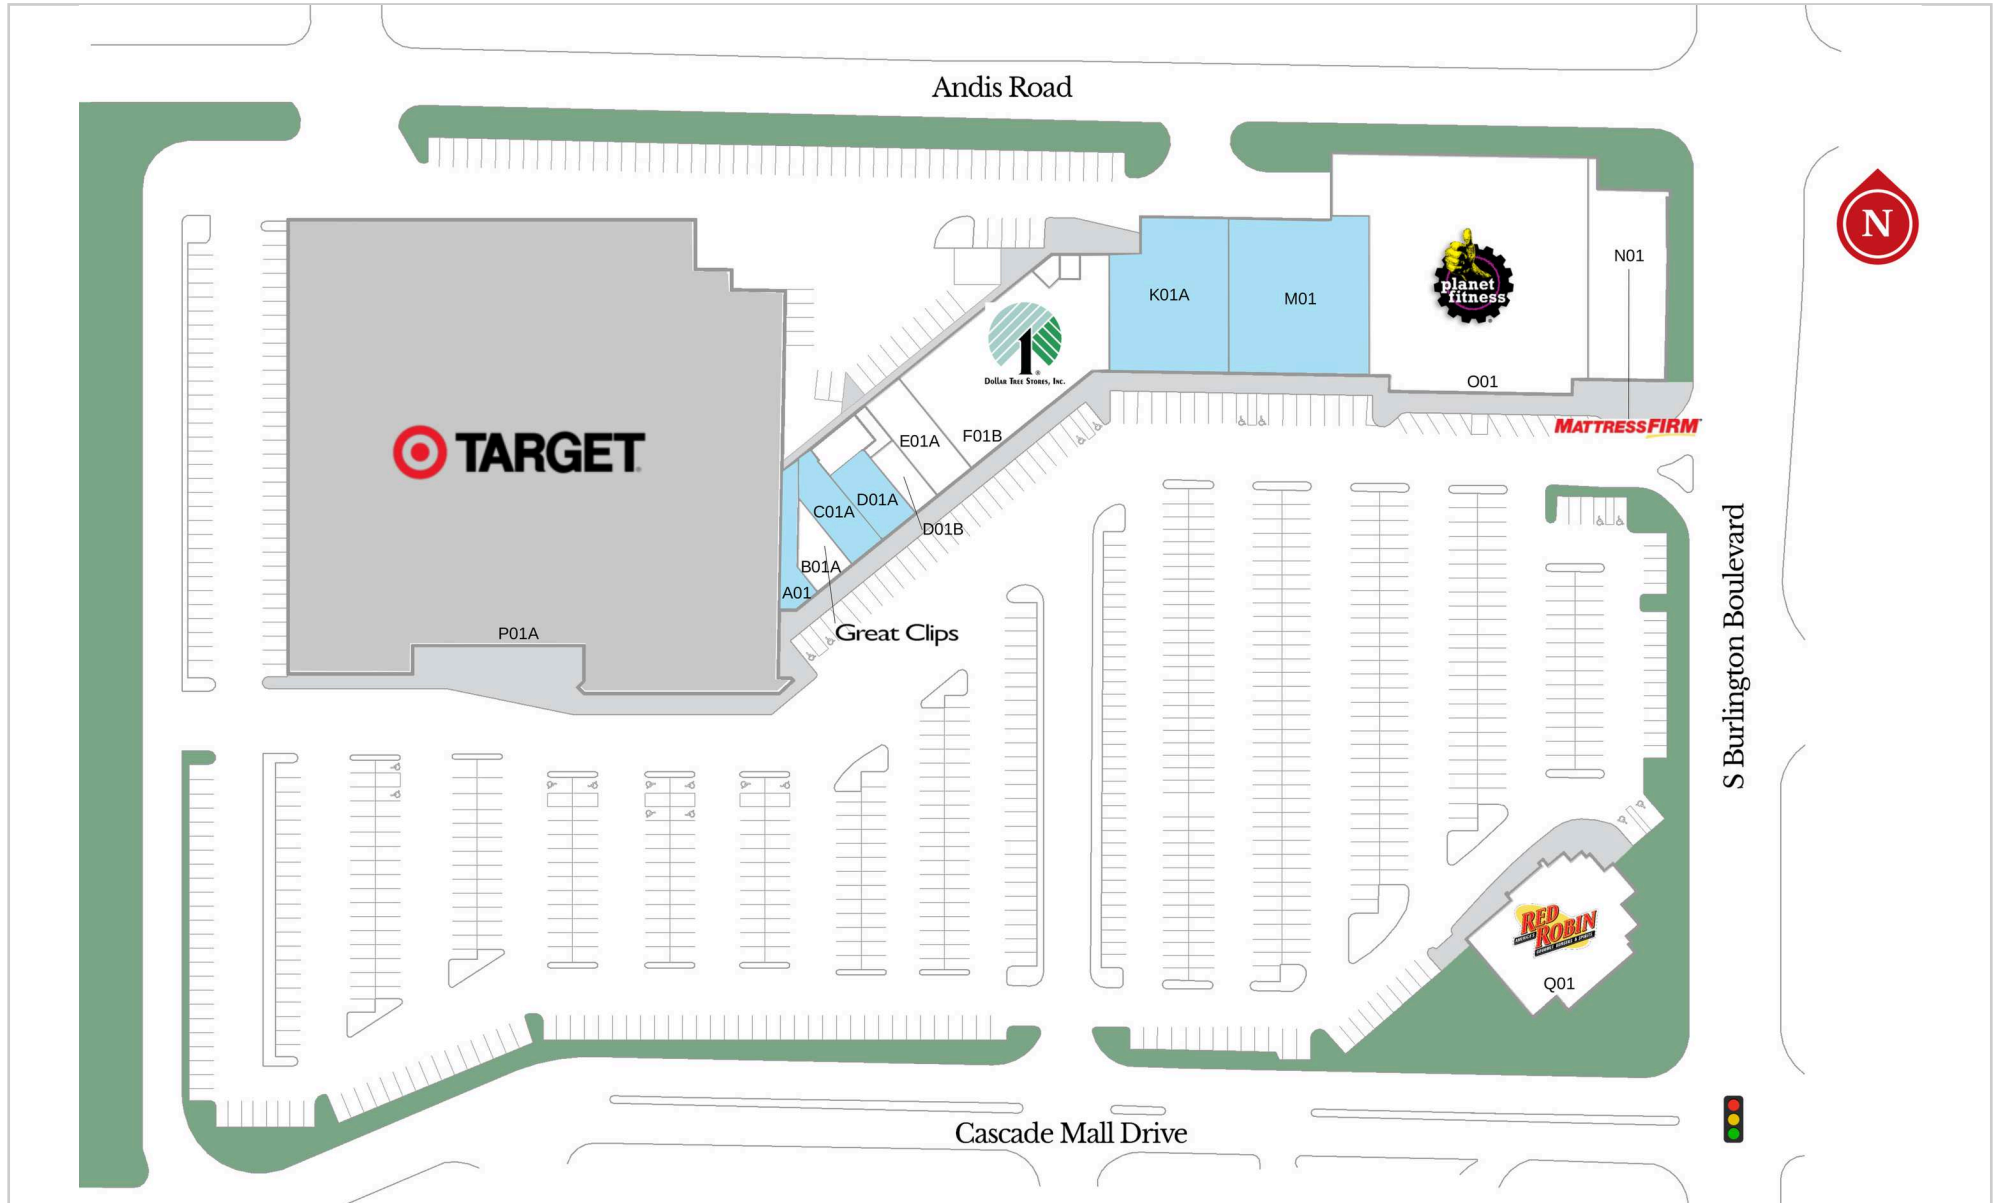 Andis Road
N
N01
K01A
M01
planet
fitness
1
Dollar Tree Stores, Inc.
O01
MATTRESSFIRM
TARGET
E01A
F01B
D01A
C01A
D01B
B01A
A01
Great Clips
P01A
S Burlington Boulevard
RED
ROBIN
Q01
Cascade Mall Drive